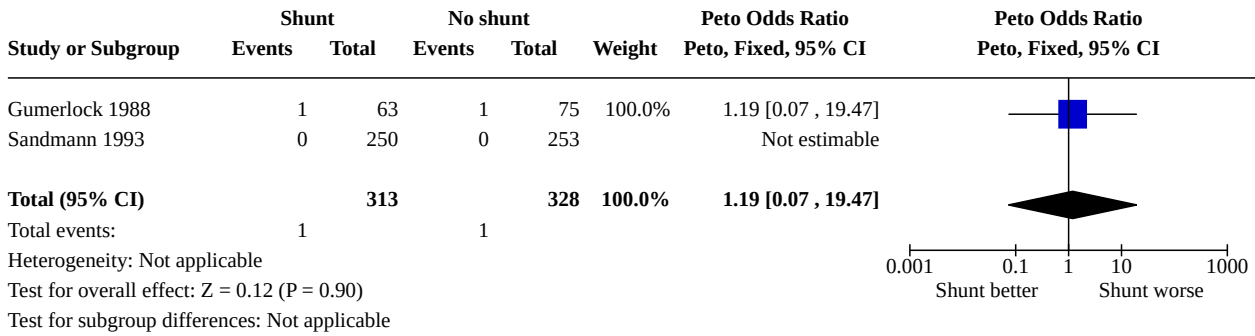 Shunt No shunt Peto Odds Ratio Peto Odds Ratio
Study or Subgroup Events Total Events Total Weight Peto, Fixed, 95% CI Peto, Fixed, 95% CI
Gumerlock 1988 1 63 1 75 100.0% 1.19 [0.07 , 19.47]
Sandmann 1993 0 250 0 253 Not estimable
Total (95% CI) 313 328 100.0% 1.19 [0.07 , 19.47]
Total events: 1 1
Heterogeneity: Not applicable 0.001 0.1 1 10 1000
Test for overall effect: Z = 0.12 (P = 0.90) Shunt better Shunt worse
Test for subgroup differences: Not applicable